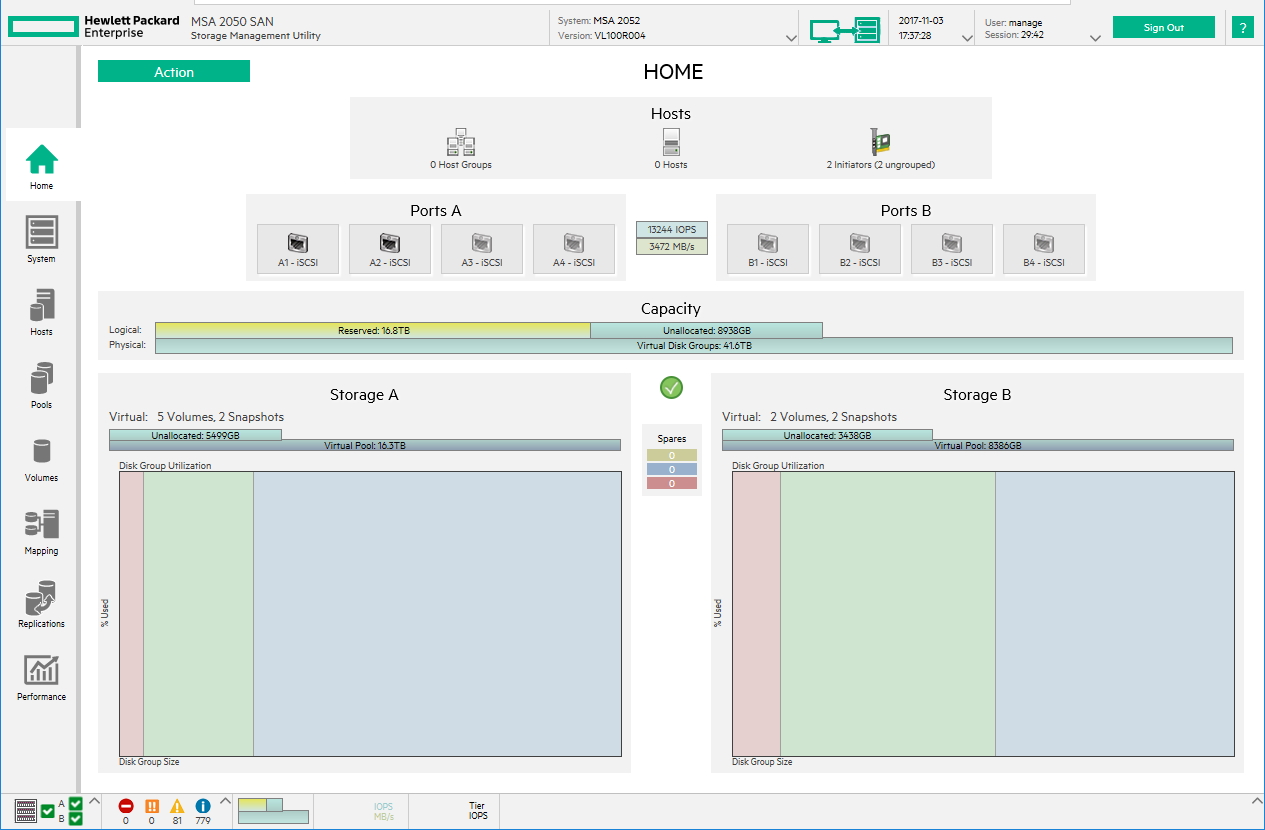 Hewlett Packard
Enterprise
MSA 2050 SAN
Storage Management Utility
System: MSA 2052
Version: VL100R004
2017-11-03
17:37:28
User: manage
Session: 29:42
Sign Out
?
Action
HOME
Hosts
0 Host Groups
0 Hosts
2 Initiators (2 ungrouped)
Home
System
Hosts
Pools
Volumes
Mapping
Replications
Performance
Ports A
A1 - iSCSI
A2 - iSCSI
A3 - iSCSI
A4 - iSCSI
13244 IOPS
3472 MB/s
Ports B
B1 - iSCSI
B2 - iSCSI
B3 - iSCSI
B4 - iSCSI
Capacity
Logical:
Reserved: 16.8TB
Unallocated: 8938GB
Physical:
Virtual Disk Groups: 41.6TB
Storage A
Virtual: 5 Volumes, 2 Snapshots
Unallocated: 5499GB
Virtual Pool: 16.3TB
Disk Group Utilization
% Used
Disk Group Size
Spares
0
0
0
Storage B
Virtual: 2 Volumes, 2 Snapshots
Unallocated: 3438GB
Virtual Pool: 8386GB
Disk Group Utilization
% Used
Disk Group Size
A
B
0
0
81
779
IOPS
MB/s
Tier
IOPS